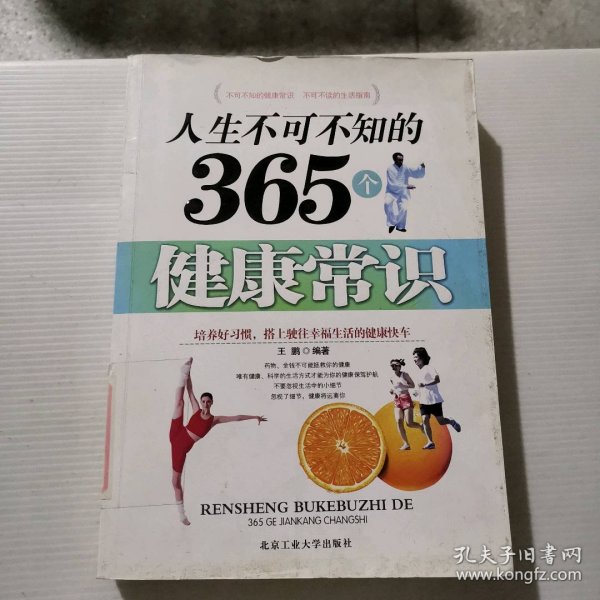 不可不知的健康常识 不可不读的生活指南
人生不可不知的
365个
健康常识
培养好习惯，搭上驶往幸福生活的健康快车
王 鹏◎编著
药物、金钱不可能拯救你的健康
唯有健康、科学的生活方式才能为你的健康保驾护航
不要忽视生活中的小细节
忽视了细节，健康将远离你
RENSHENG BUKEBUZHI DE
365 GE JIANKANG CHANGSHI
北京工业大学出版社
孔夫子旧书网
www.kongfz.com